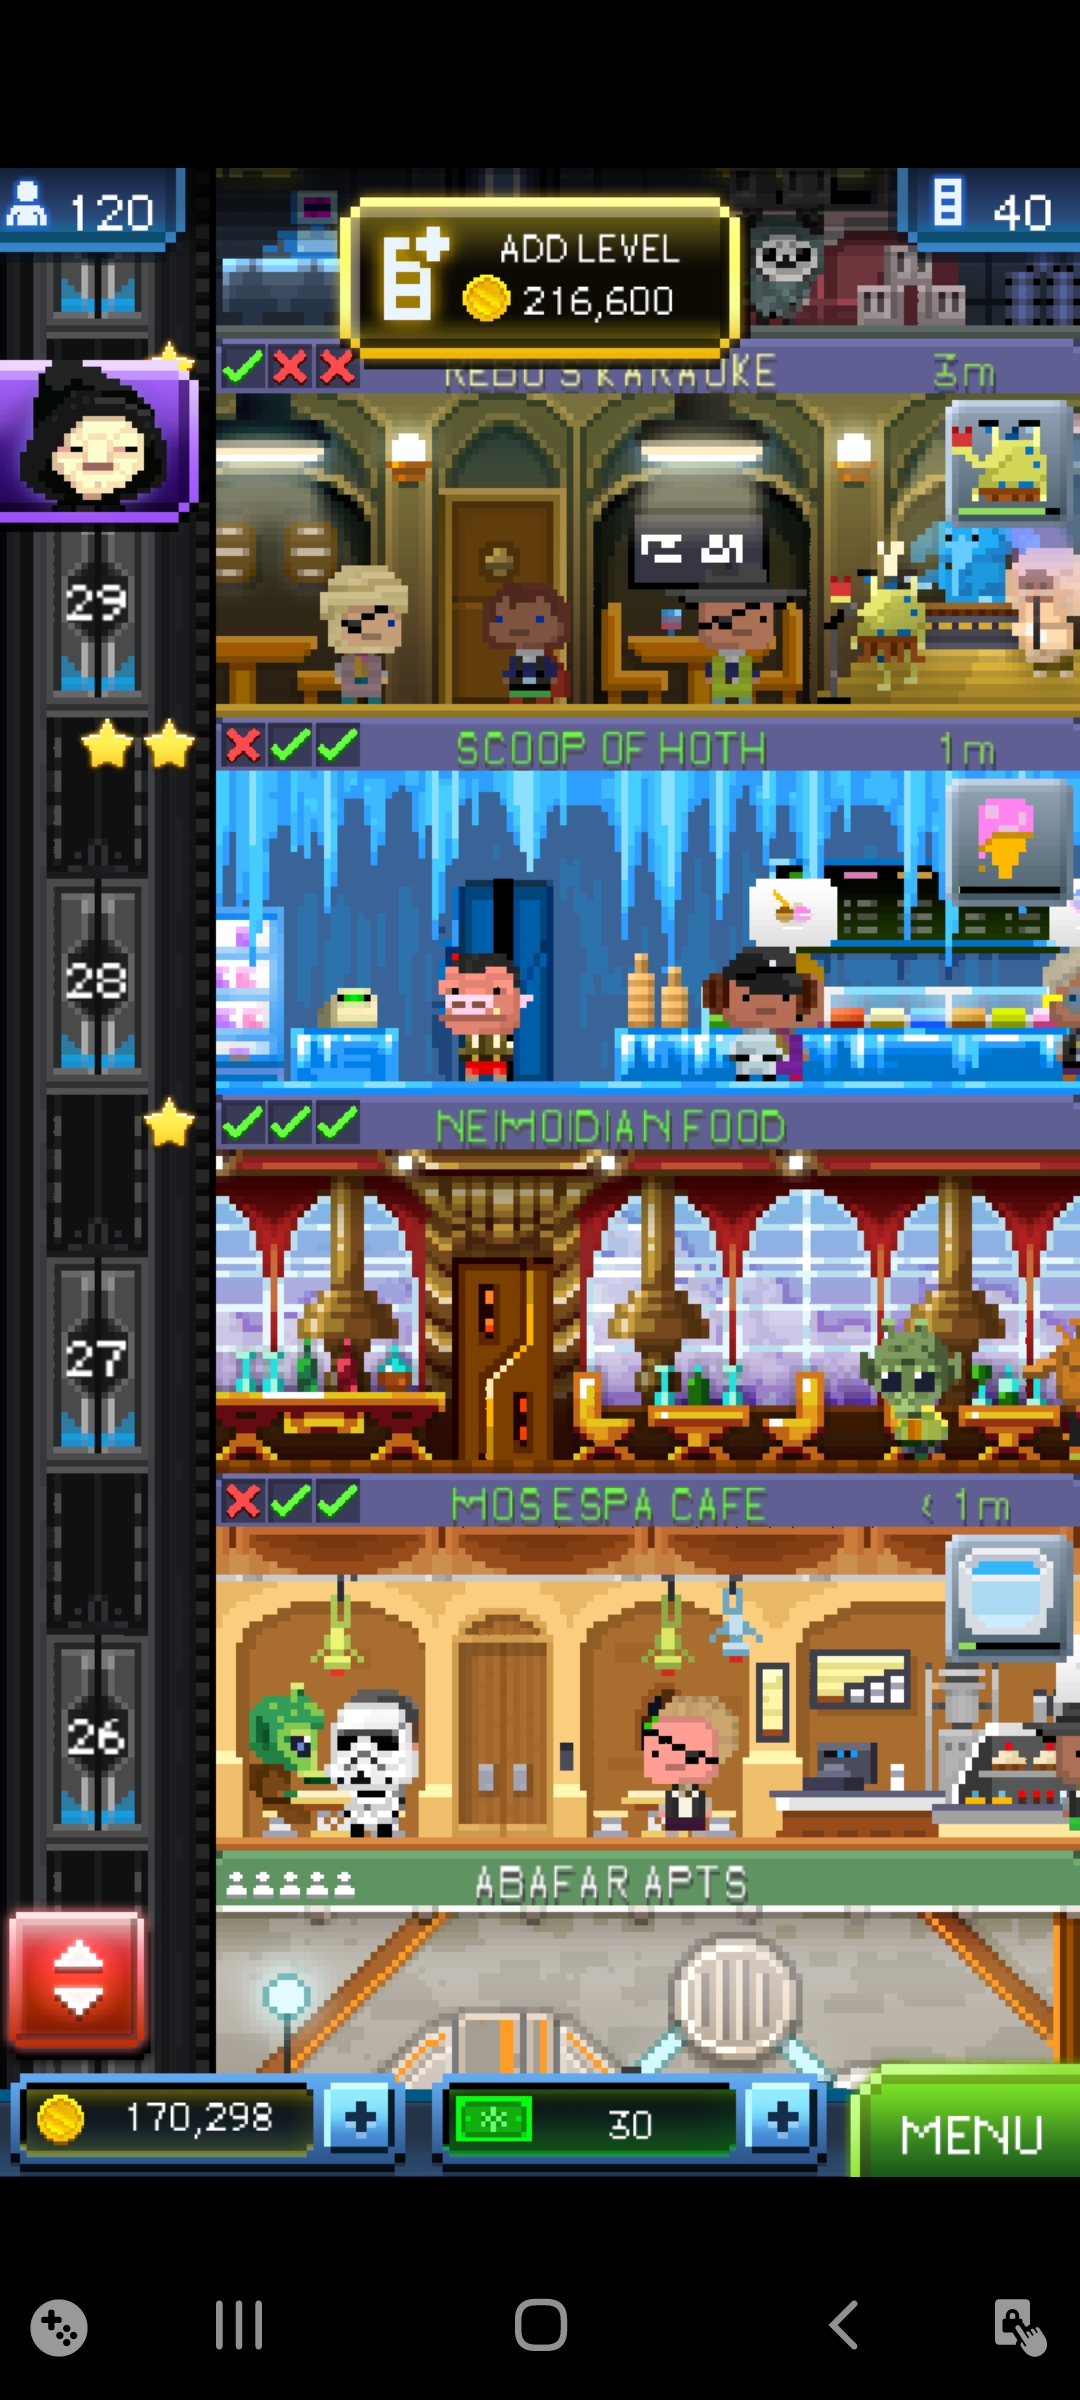 120
ADD LEVEL
216,600
40
REBO'S KARAOKE
3m
29
SCOOP OF HOTH
1m
28
NEIMOIDIAN FOOD
27
MOS ESPA CAFE
< 1m
26
ABAFAR APTS
170,298
30
MENU